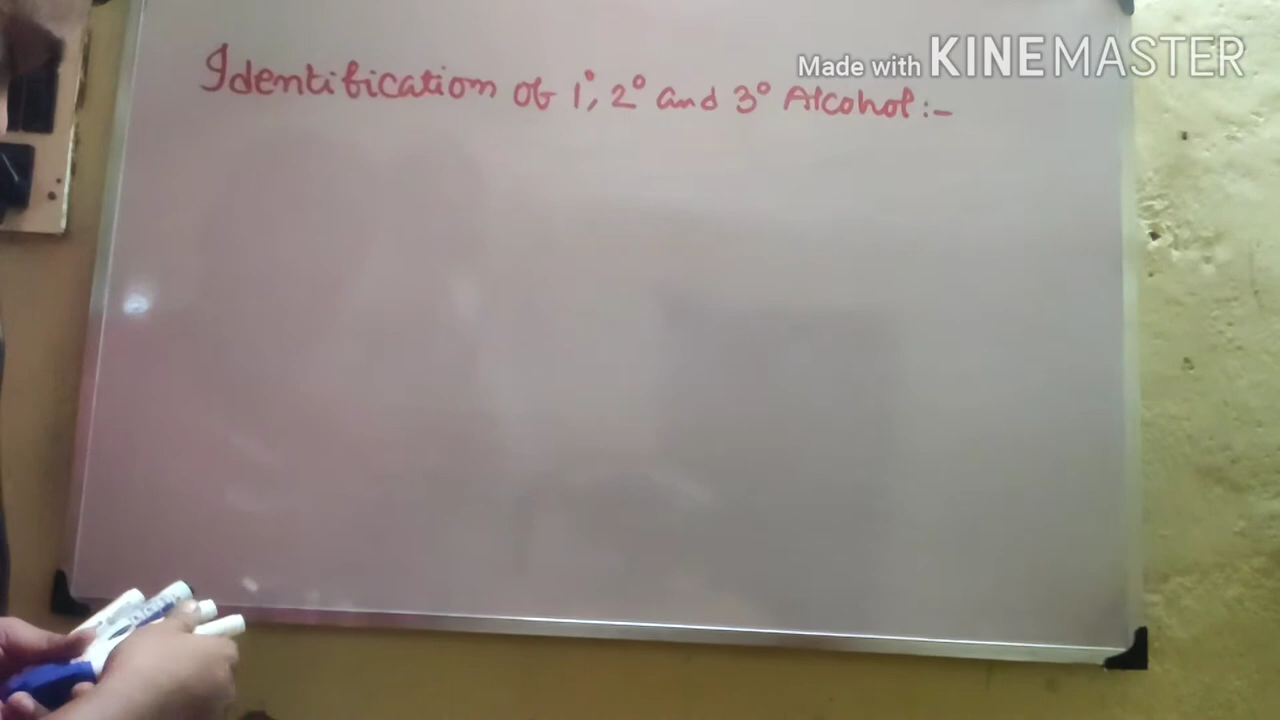 Made with KINEMASTER
Identification of 1°, 2° and 3° Alcohol :-